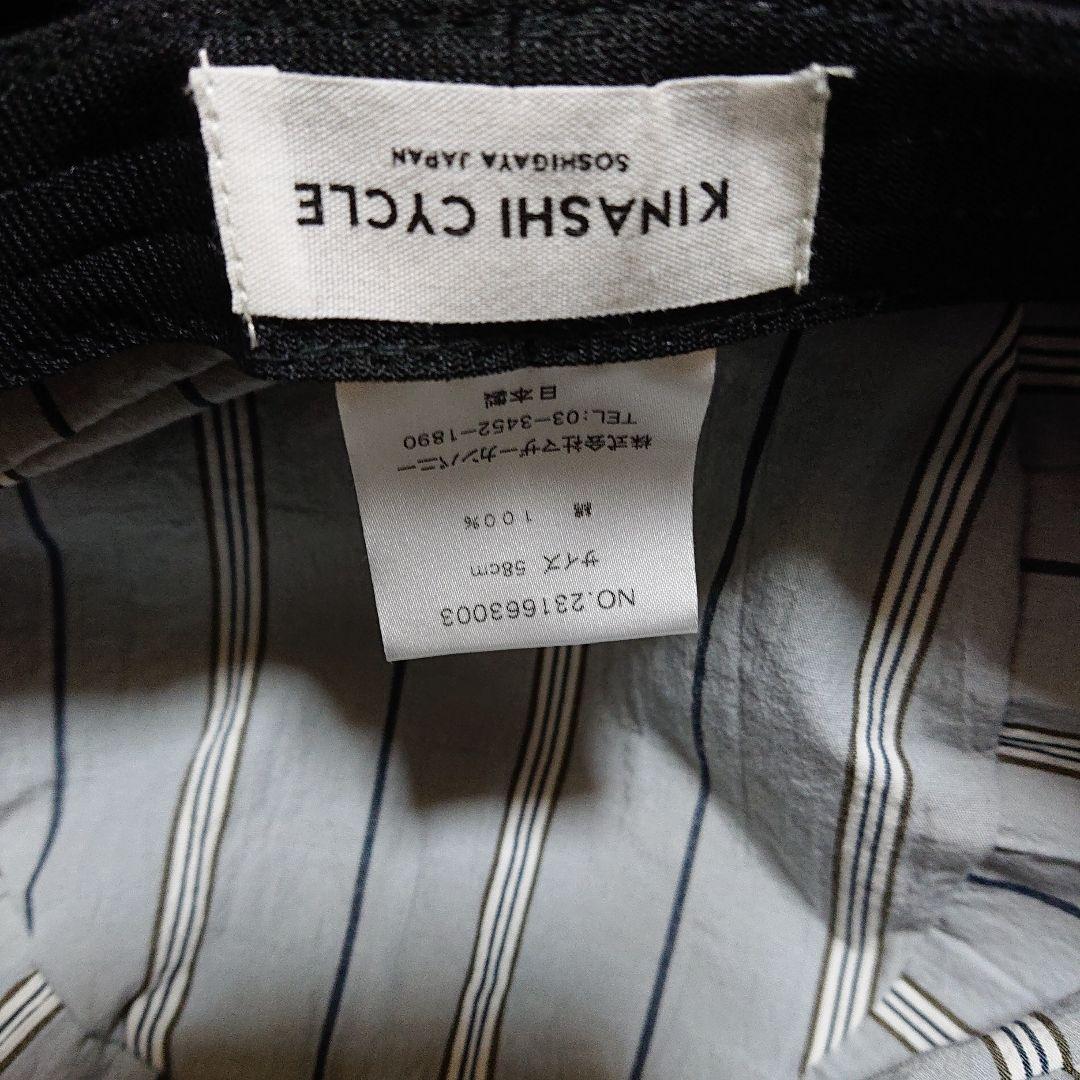 KINASHI CYCLE
SOSHIGAYA JAPAN
NO.231663003
サイズ 58cm
綿 100%
株式会社マザーカンパニー
TEL:03-3452-1890
日本製